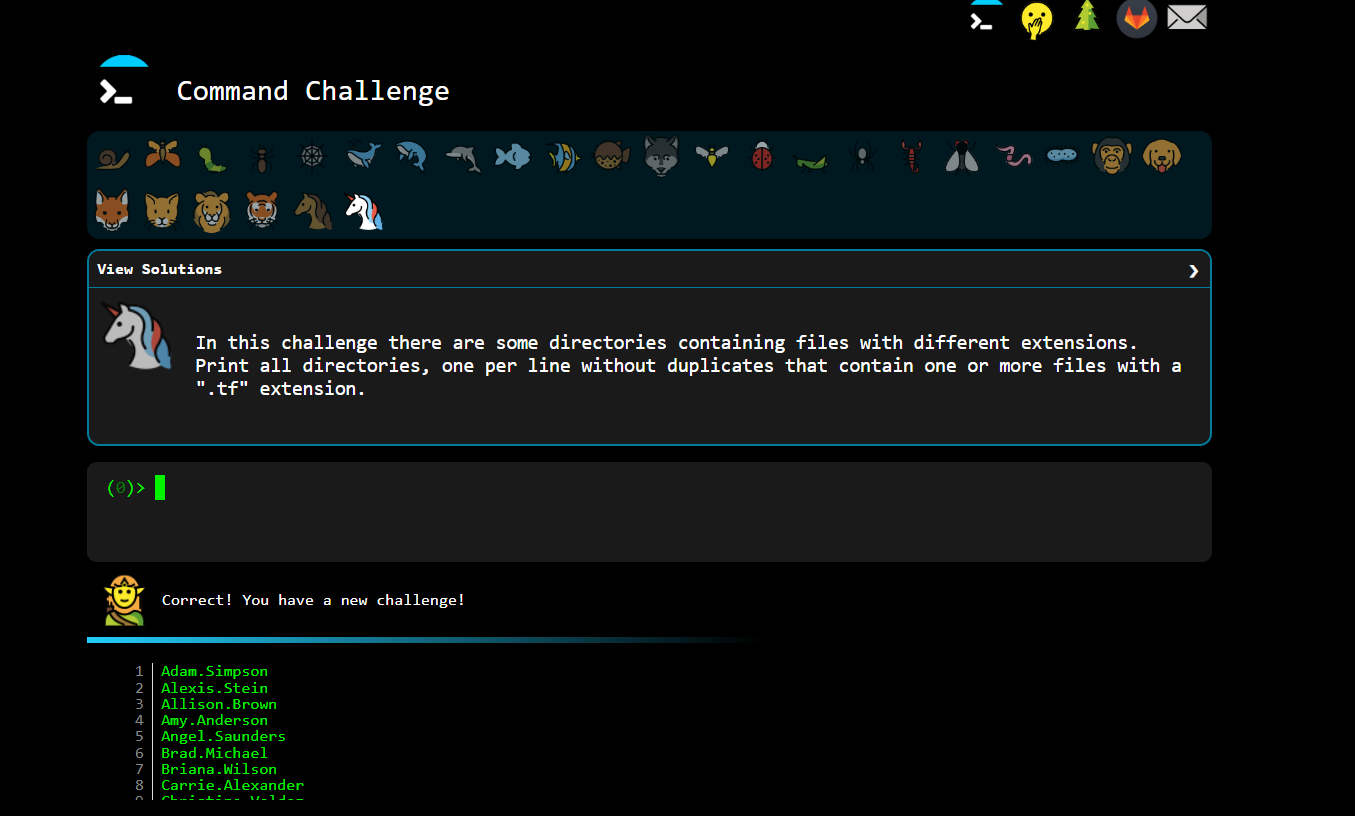 Command Challenge
View Solutions
In this challenge there are some directories containing files with different extensions.
Print all directories, one per line without duplicates that contain one or more files with a
".tf" extension.
(0)>
Correct! You have a new challenge!
1 Adam.Simpson
2 Alexis.Stein
3 Allison.Brown
4 Amy.Anderson
5 Angel.Saunders
6 Brad.Michael
7 Briana.Wilson
8 Carrie.Alexander